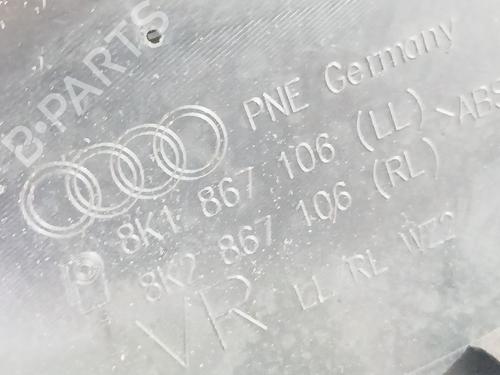 B·PARTS
PNE Germany
8K1 867 106 (LL) >ABS
8K2 867 106 (RL)
VR LL/RL WZ2